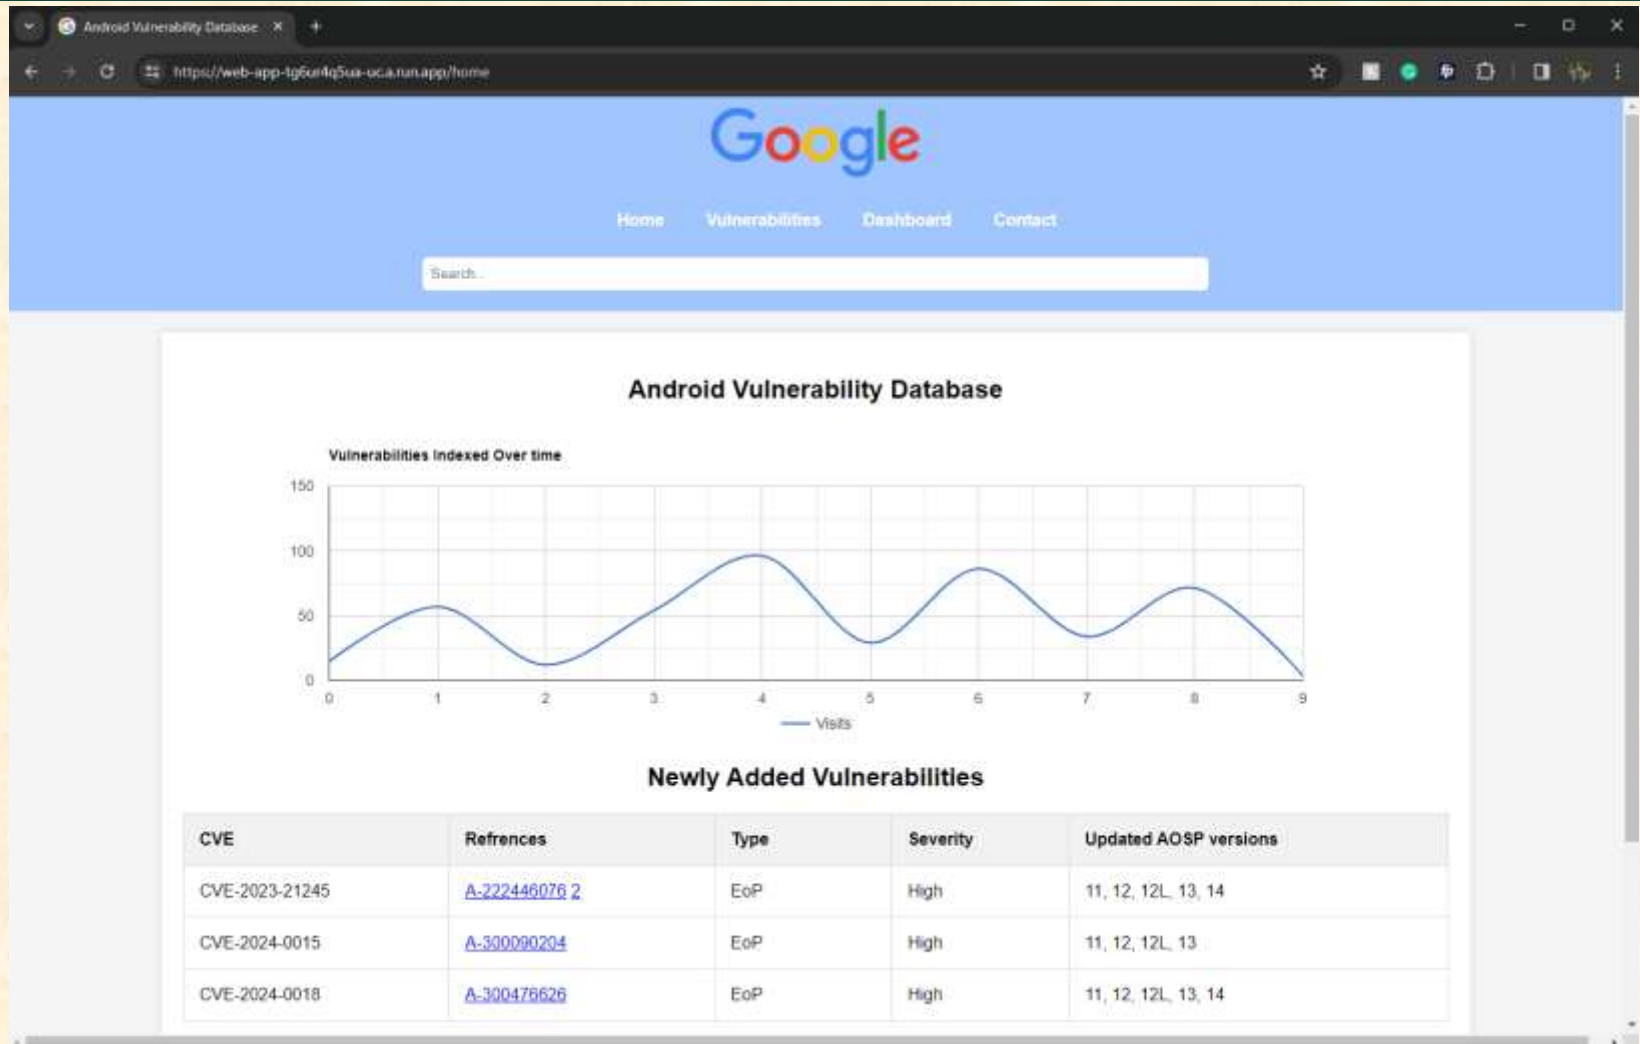 Android Vulnerability Database
https://web-app-tg6ur4q5ua-uc.a.run.app/home
Google
Home Vulnerabilities Dashboard Contact
Search...
Android Vulnerability Database
Vulnerabilities Indexed Over time
150
100
50
0
0 1 2 3 4 5 6 7 8 9
Visits
Newly Added Vulnerabilities
CVE Refrences Type Severity Updated AOSP versions
CVE-2023-21245 A-222446076 2 EoP High 11, 12, 12L, 13, 14
CVE-2024-0015 A-300090204 EoP High 11, 12, 12L, 13
CVE-2024-0018 A-300476626 EoP High 11, 12, 12L, 13, 14